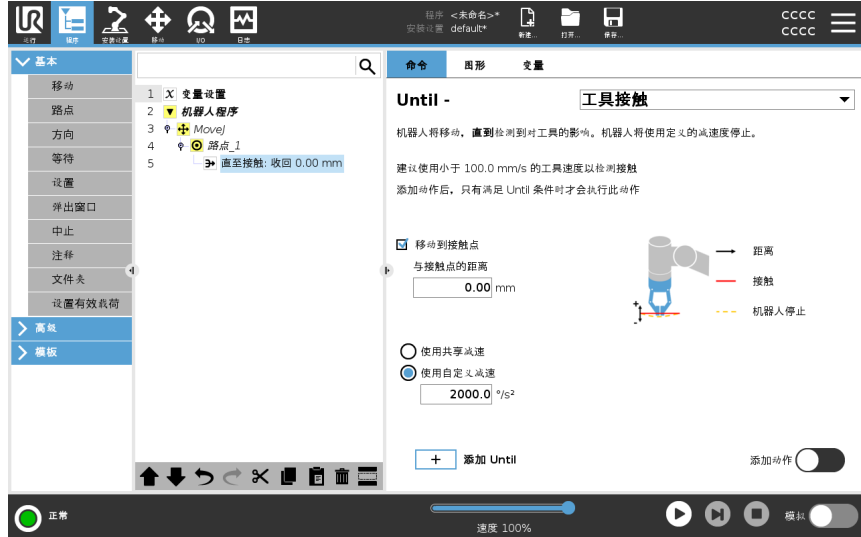 UR
运行
程序
安装设置
移动
I/O
日志
程序 <未命名>*
安装设置 default*
新建...
打开...
保存...
CCCC
CCCC
基本
移动
路点
方向
等待
设置
弹出窗口
中止
注释
文件夹
设置有效载荷
高级
模板
1 X 变量设置
2 机器人程序
3 MoveJ
4 路点_1
5 直至接触: 收回 0.00 mm
命令 图形 变量
Until - 工具接触
机器人将移动，直到检测到对工具的影响。机器人将使用定义的减速度停止。
建议使用小于 100.0 mm/s 的工具速度以检测接触
添加动作后，只有满足 Until 条件时才会执行此动作
移动到接触点
与接触点的距离
0.00 mm
距离
接触
机器人停止
+
-
使用共享减速
使用自定义减速
2000.0 °/s²
+ 添加 Until
添加动作
正常
速度 100%
模拟